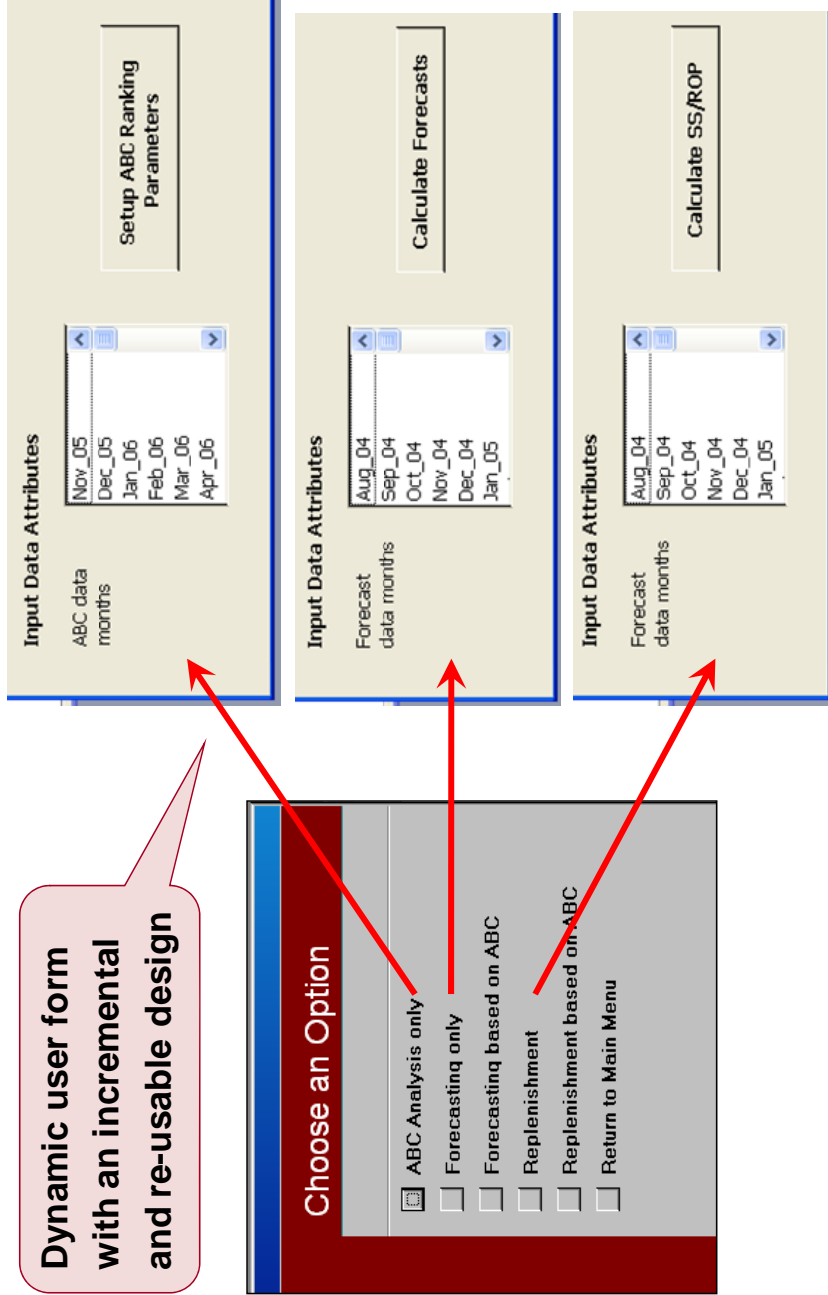 Dynamic user form
with an incremental
and re-usable design
Choose an Option
ABC Analysis only
Forecasting only
Forecasting based on ABC
Replenishment
Replenishment based on ABC
Return to Main Menu
Input Data Attributes
ABC data
months
Nov_05
Dec_05
Jan_06
Feb_06
Mar_06
Apr_06
Setup ABC Ranking
Parameters
Input Data Attributes
Forecast
data months
Aug_04
Sep_04
Oct_04
Nov_04
Dec_04
Jan_05
Calculate Forecasts
Input Data Attributes
Forecast
data months
Aug_04
Sep_04
Oct_04
Nov_04
Dec_04
Jan_05
Calculate SS/ROP